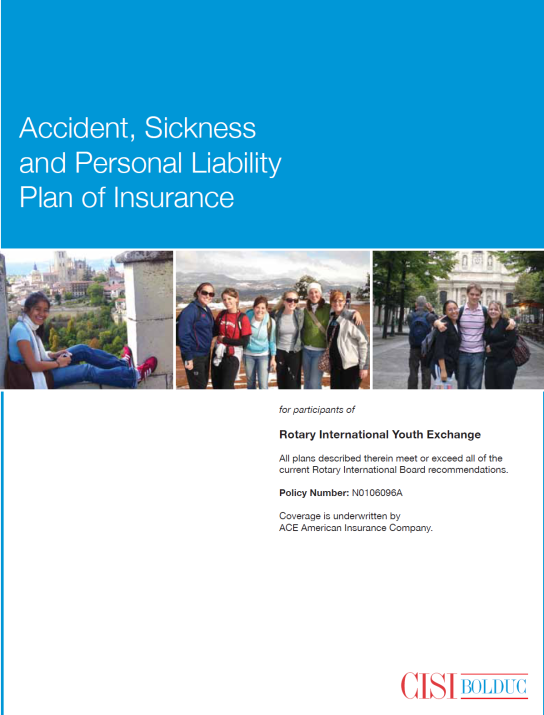 Accident, Sickness
and Personal Liability
Plan of Insurance
for participants of
Rotary International Youth Exchange
All plans described therein meet or exceed all of the
current Rotary International Board recommendations.
Policy Number: N0106096A
Coverage is underwritten by
ACE American Insurance Company.
CISI BOLDUC